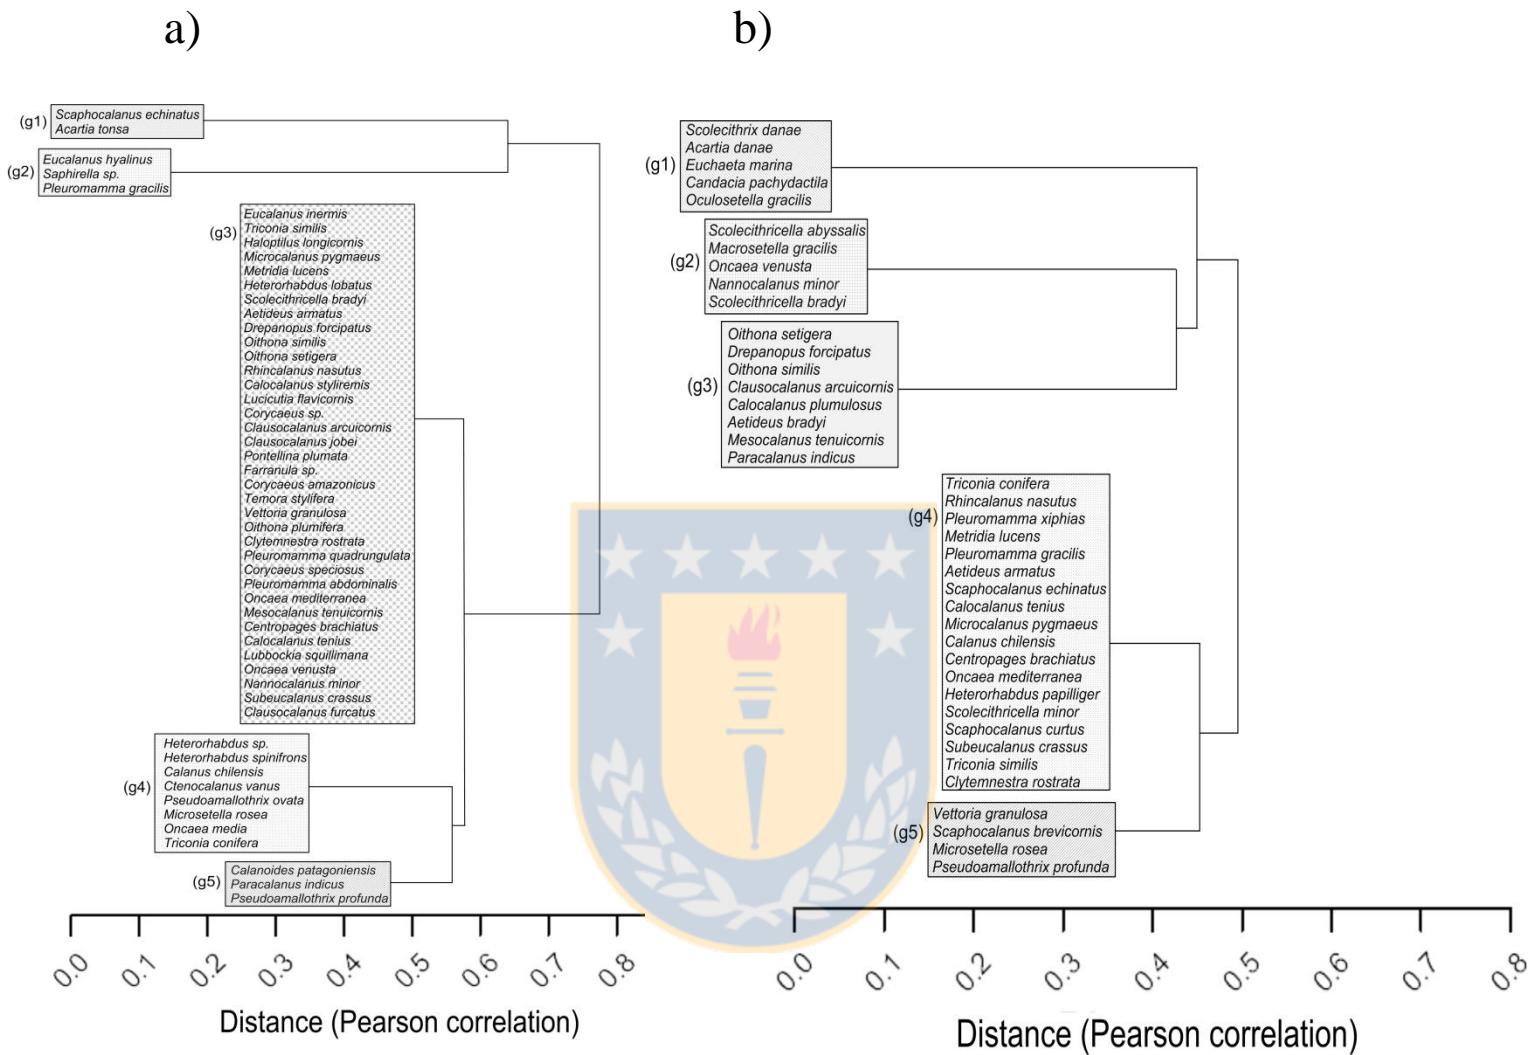 a)
(g1)
Scaphocalanus echinatus
Acartia tonsa
(g2)
Eucalanus hyalinus
Saphirella sp.
Pleuromamma gracilis
(g3)
Eucalanus inermis
Triconia similis
Haloptilus longicornis
Microcalanus pygmaeus
Metridia lucens
Heterorhabdus lobatus
Scolecithricella bradyi
Aetideus armatus
Drepanopus forcipatus
Oithona similis
Oithona setigera
Rhincalanus nasutus
Calocalanus styliremis
Lucicutia flavicornis
Corycaeus sp.
Clausocalanus arcuicornis
Clausocalanus jobei
Pontellina plumata
Farranula sp.
Corycaeus amazonicus
Temora stylifera
Vettoria granulosa
Oithona plumifera
Clytemnestra rostrata
Pleuromamma quadrungulata
Corycaeus speciosus
Pleuromamma abdominalis
Oncaea mediterranea
Mesocalanus tenuicornis
Centropages brachiatus
Calocalanus tenius
Lubbockia squillimana
Oncaea venusta
Nannocalanus minor
Subeucalanus crassus
Clausocalanus furcatus
(g4)
Heterorhabdus sp.
Heterorhabdus spinifrons
Calanus chilensis
Ctenocalanus vanus
Pseudoamallothrix ovata
Microsetella rosea
Oncaea media
Triconia conifera
(g5)
Calanoides patagoniensis
Paracalanus indicus
Pseudoamallothrix profunda
0.0 0.1 0.2 0.3 0.4 0.5 0.6 0.7 0.8
Distance (Pearson correlation)
b)
(g1)
Scolecithrix danae
Acartia danae
Euchaeta marina
Candacia pachydactila
Oculosetella gracilis
(g2)
Scolecithricella abyssalis
Macrosetella gracilis
Oncaea venusta
Nannocalanus minor
Scolecithricella bradyi
(g3)
Oithona setigera
Drepanopus forcipatus
Oithona similis
Clausocalanus arcuicornis
Calocalanus plumulosus
Aetideus bradyi
Mesocalanus tenuicornis
Paracalanus indicus
(g4)
Triconia conifera
Rhincalanus nasutus
Pleuromamma xiphias
Metridia lucens
Pleuromamma gracilis
Aetideus armatus
Scaphocalanus echinatus
Calocalanus tenius
Microcalanus pygmaeus
Calanus chilensis
Centropages brachiatus
Oncaea mediterranea
Heterorhabdus papilliger
Scolecithricella minor
Scaphocalanus curtus
Subeucalanus crassus
Triconia similis
Clytemnestra rostrata
(g5)
Vettoria granulosa
Scaphocalanus brevicornis
Microsetella rosea
Pseudoamallothrix profunda
0.0 0.1 0.2 0.3 0.4 0.5 0.6 0.7 0.8
Distance (Pearson correlation)